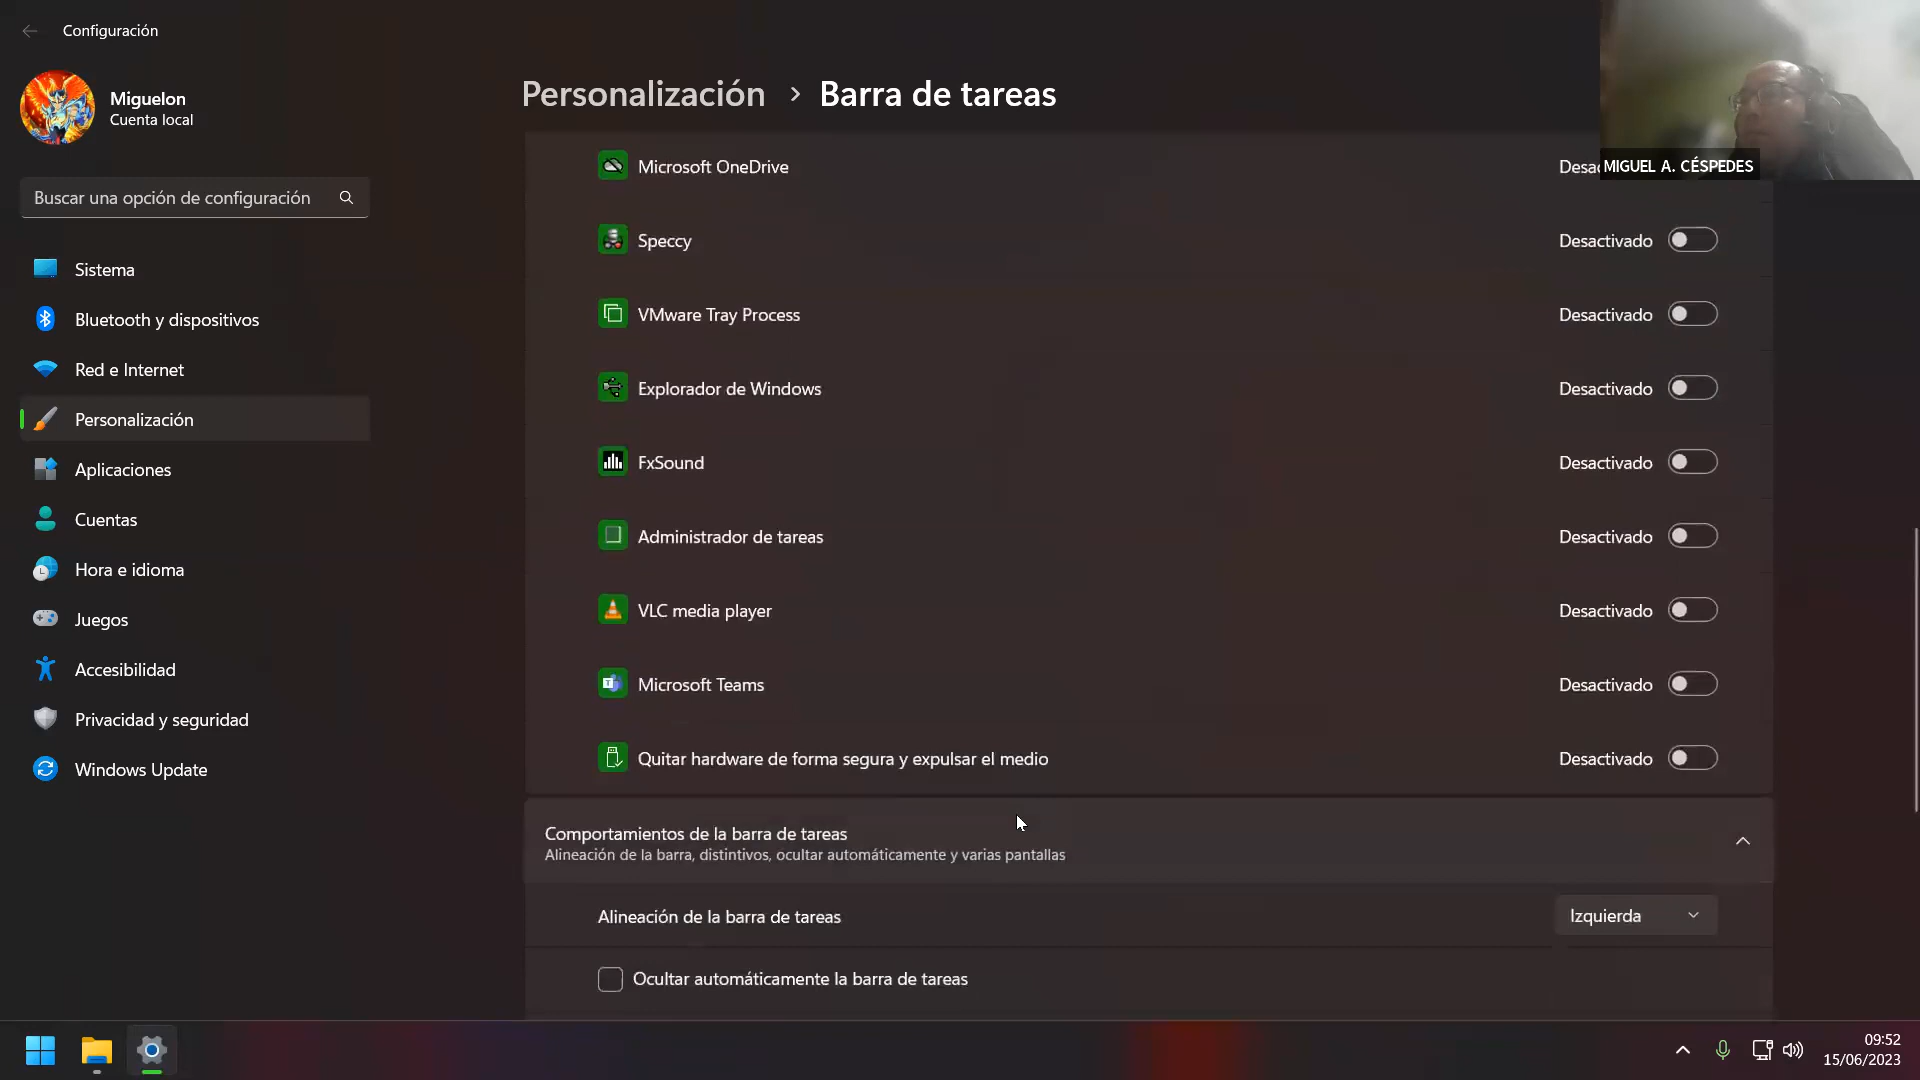 Configuración
Miguelon
Cuenta local
Buscar una opción de configuración
Sistema
Bluetooth y dispositivos
Red e Internet
Personalización
Aplicaciones
Cuentas
Hora e idioma
Juegos
Accesibilidad
Privacidad y seguridad
Windows Update
Personalización > Barra de tareas
Microsoft OneDrive Desac
MIGUEL A. CÉSPEDES
Speccy Desactivado
VMware Tray Process Desactivado
Explorador de Windows Desactivado
FxSound Desactivado
Administrador de tareas Desactivado
VLC media player Desactivado
Microsoft Teams Desactivado
Quitar hardware de forma segura y expulsar el medio Desactivado
Comportamientos de la barra de tareas
Alineación de la barra, distintivos, ocultar automáticamente y varias pantallas
Alineación de la barra de tareas Izquierda
Ocultar automáticamente la barra de tareas
09:52
15/06/2023